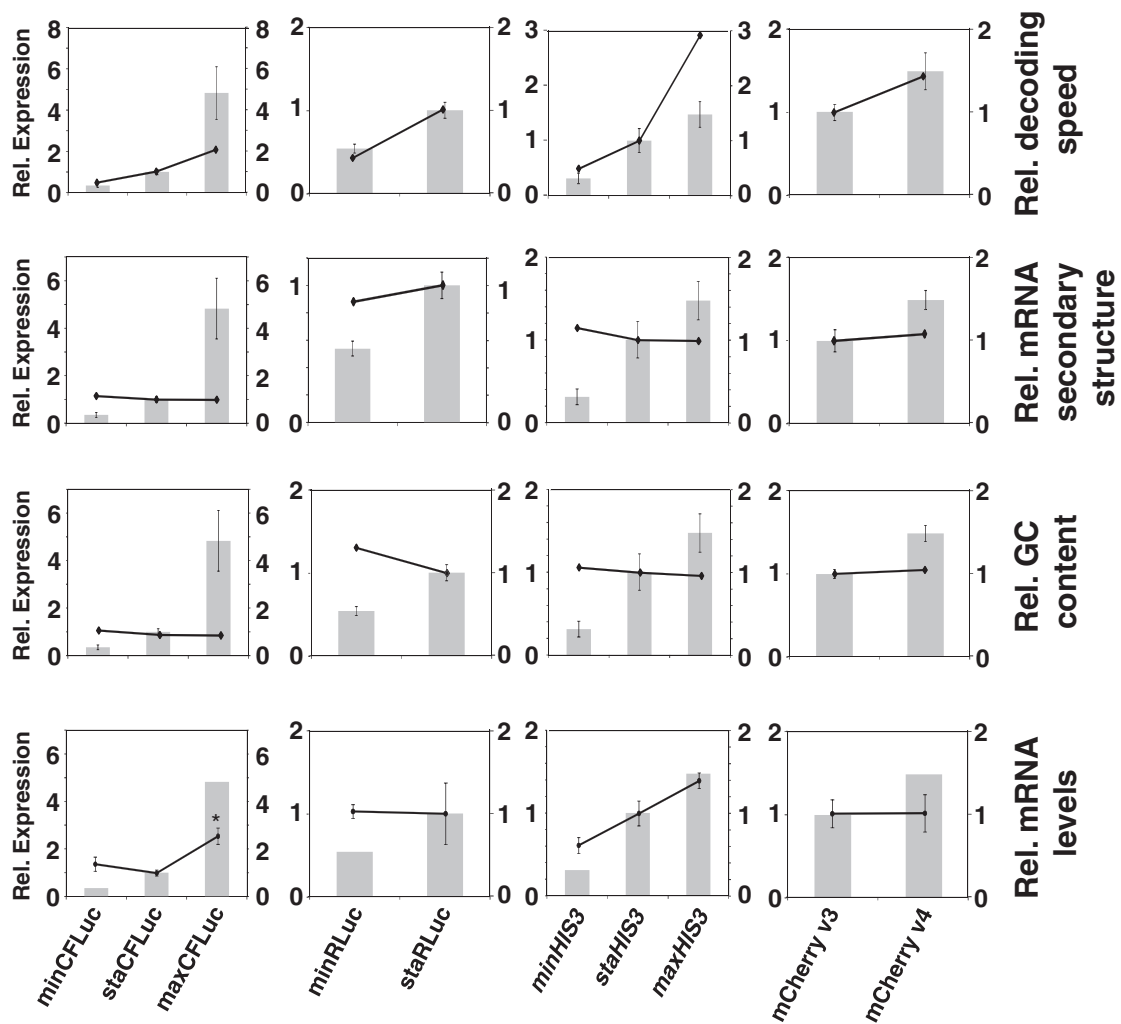 8 8 2 2 3 3 2 2
6 6
4 4 1 1 2 2 1 1
2 2 1 1
0 0 0 0 0 0 0 0
Rel. Expression
Rel. decoding
speed
6 6 1 1 2 2 2 2
4 4 1 1 1 1
2 2
0 0 0 0 0 0 0 0
Rel. Expression
Rel. mRNA
secondary
structure
6 6 2 2 2 2 2 2
4 4 1 1 1 1 1 1
2 2
0 0 0 0 0 0 0 0
Rel. Expression
Rel. GC
content
6 6 2 2 2 2 2 2
4 4 1 1 1 1 1 1
2 2
*
0 0 0 0 0 0 0 0
Rel. Expression
Rel. mRNA
levels
minCFLuc
staCFLuc
maxCFLuc
minRLuc
staRLuc
minHIS3
staHIS3
maxHIS3
mCherry v3
mCherry v4